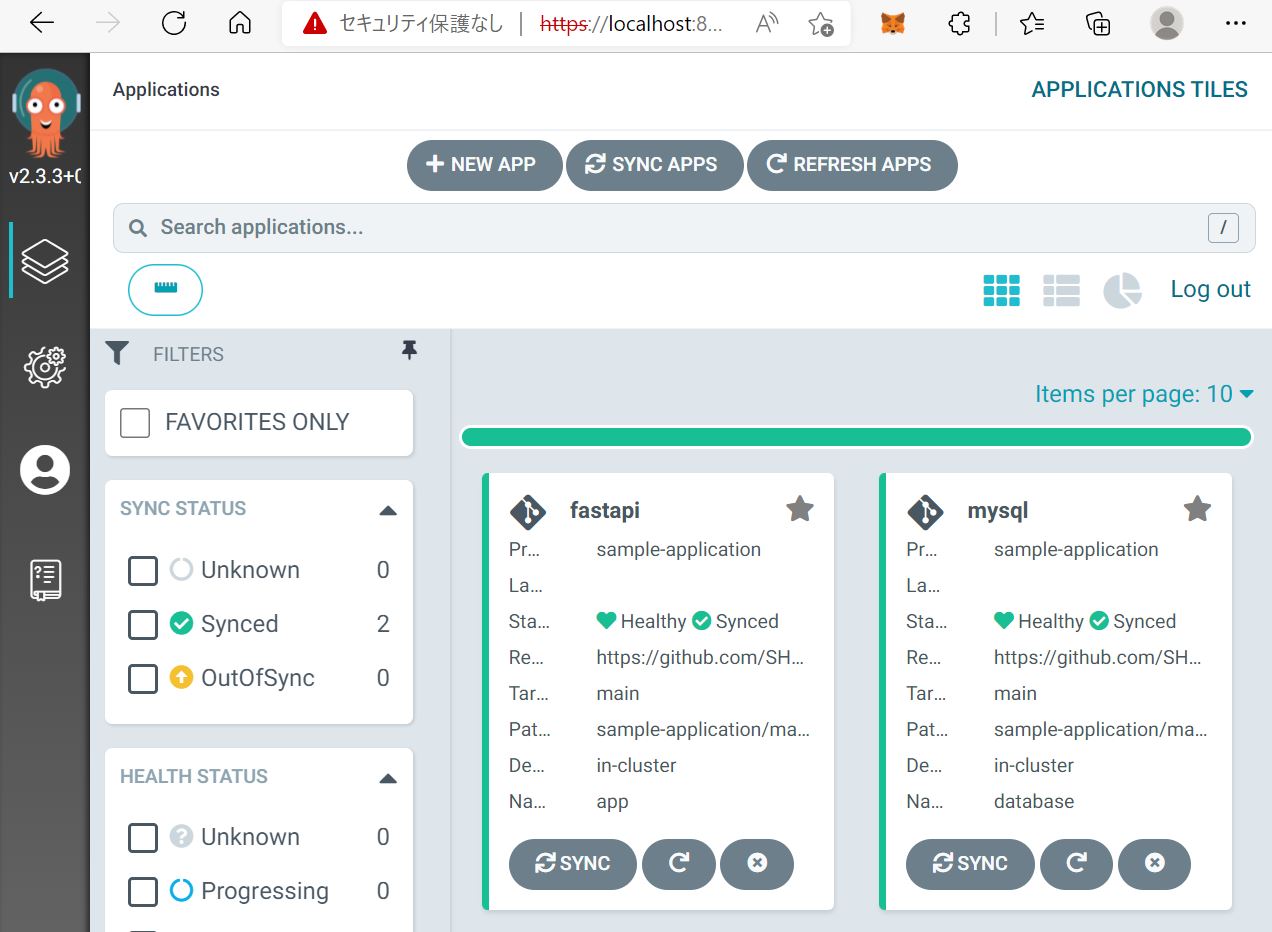 セキュリティ保護なし
https://localhost:8...
Applications
APPLICATIONS TILES
v2.3.3+
NEW APP
SYNC APPS
REFRESH APPS
Search applications...
/
Log out
FILTERS
Items per page: 10
FAVORITES ONLY
SYNC STATUS
Unknown 0
Synced 2
OutOfSync 0
HEALTH STATUS
Unknown 0
Progressing 0
fastapi
Pr... sample-application
La...
Sta... Healthy Synced
Re... https://github.com/SH...
Tar... main
Pat... sample-application/ma...
De... in-cluster
Na... app
SYNC
mysql
Pr... sample-application
La...
Sta... Healthy Synced
Re... https://github.com/SH...
Tar... main
Pat... sample-application/ma...
De... in-cluster
Na... database
SYNC